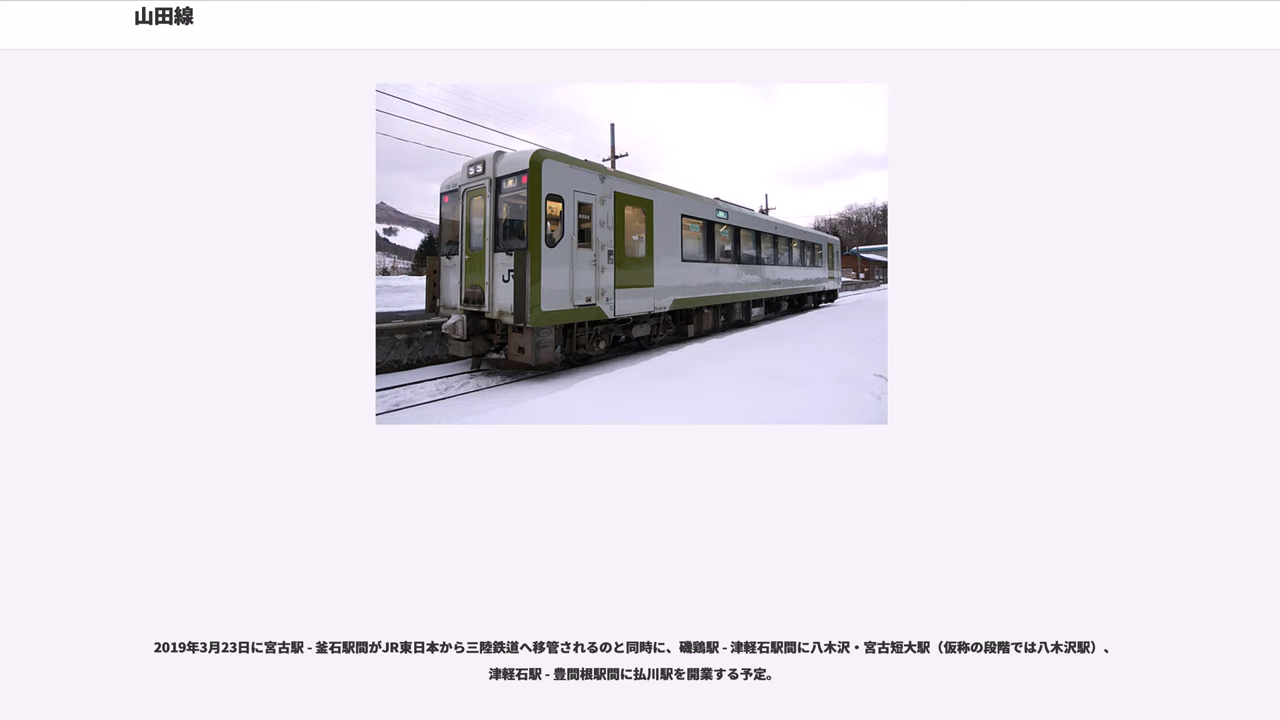 山田線
JR
2019年3月23日に宮古駅 - 釜石駅間がJR東日本から三陸鉄道へ移管されるのと同時に、磯鶏駅 - 津軽石駅間に八木沢・宮古短大駅（仮称の段階では八木沢駅）、
津軽石駅 - 豊間根駅間に払川駅を開業する予定。